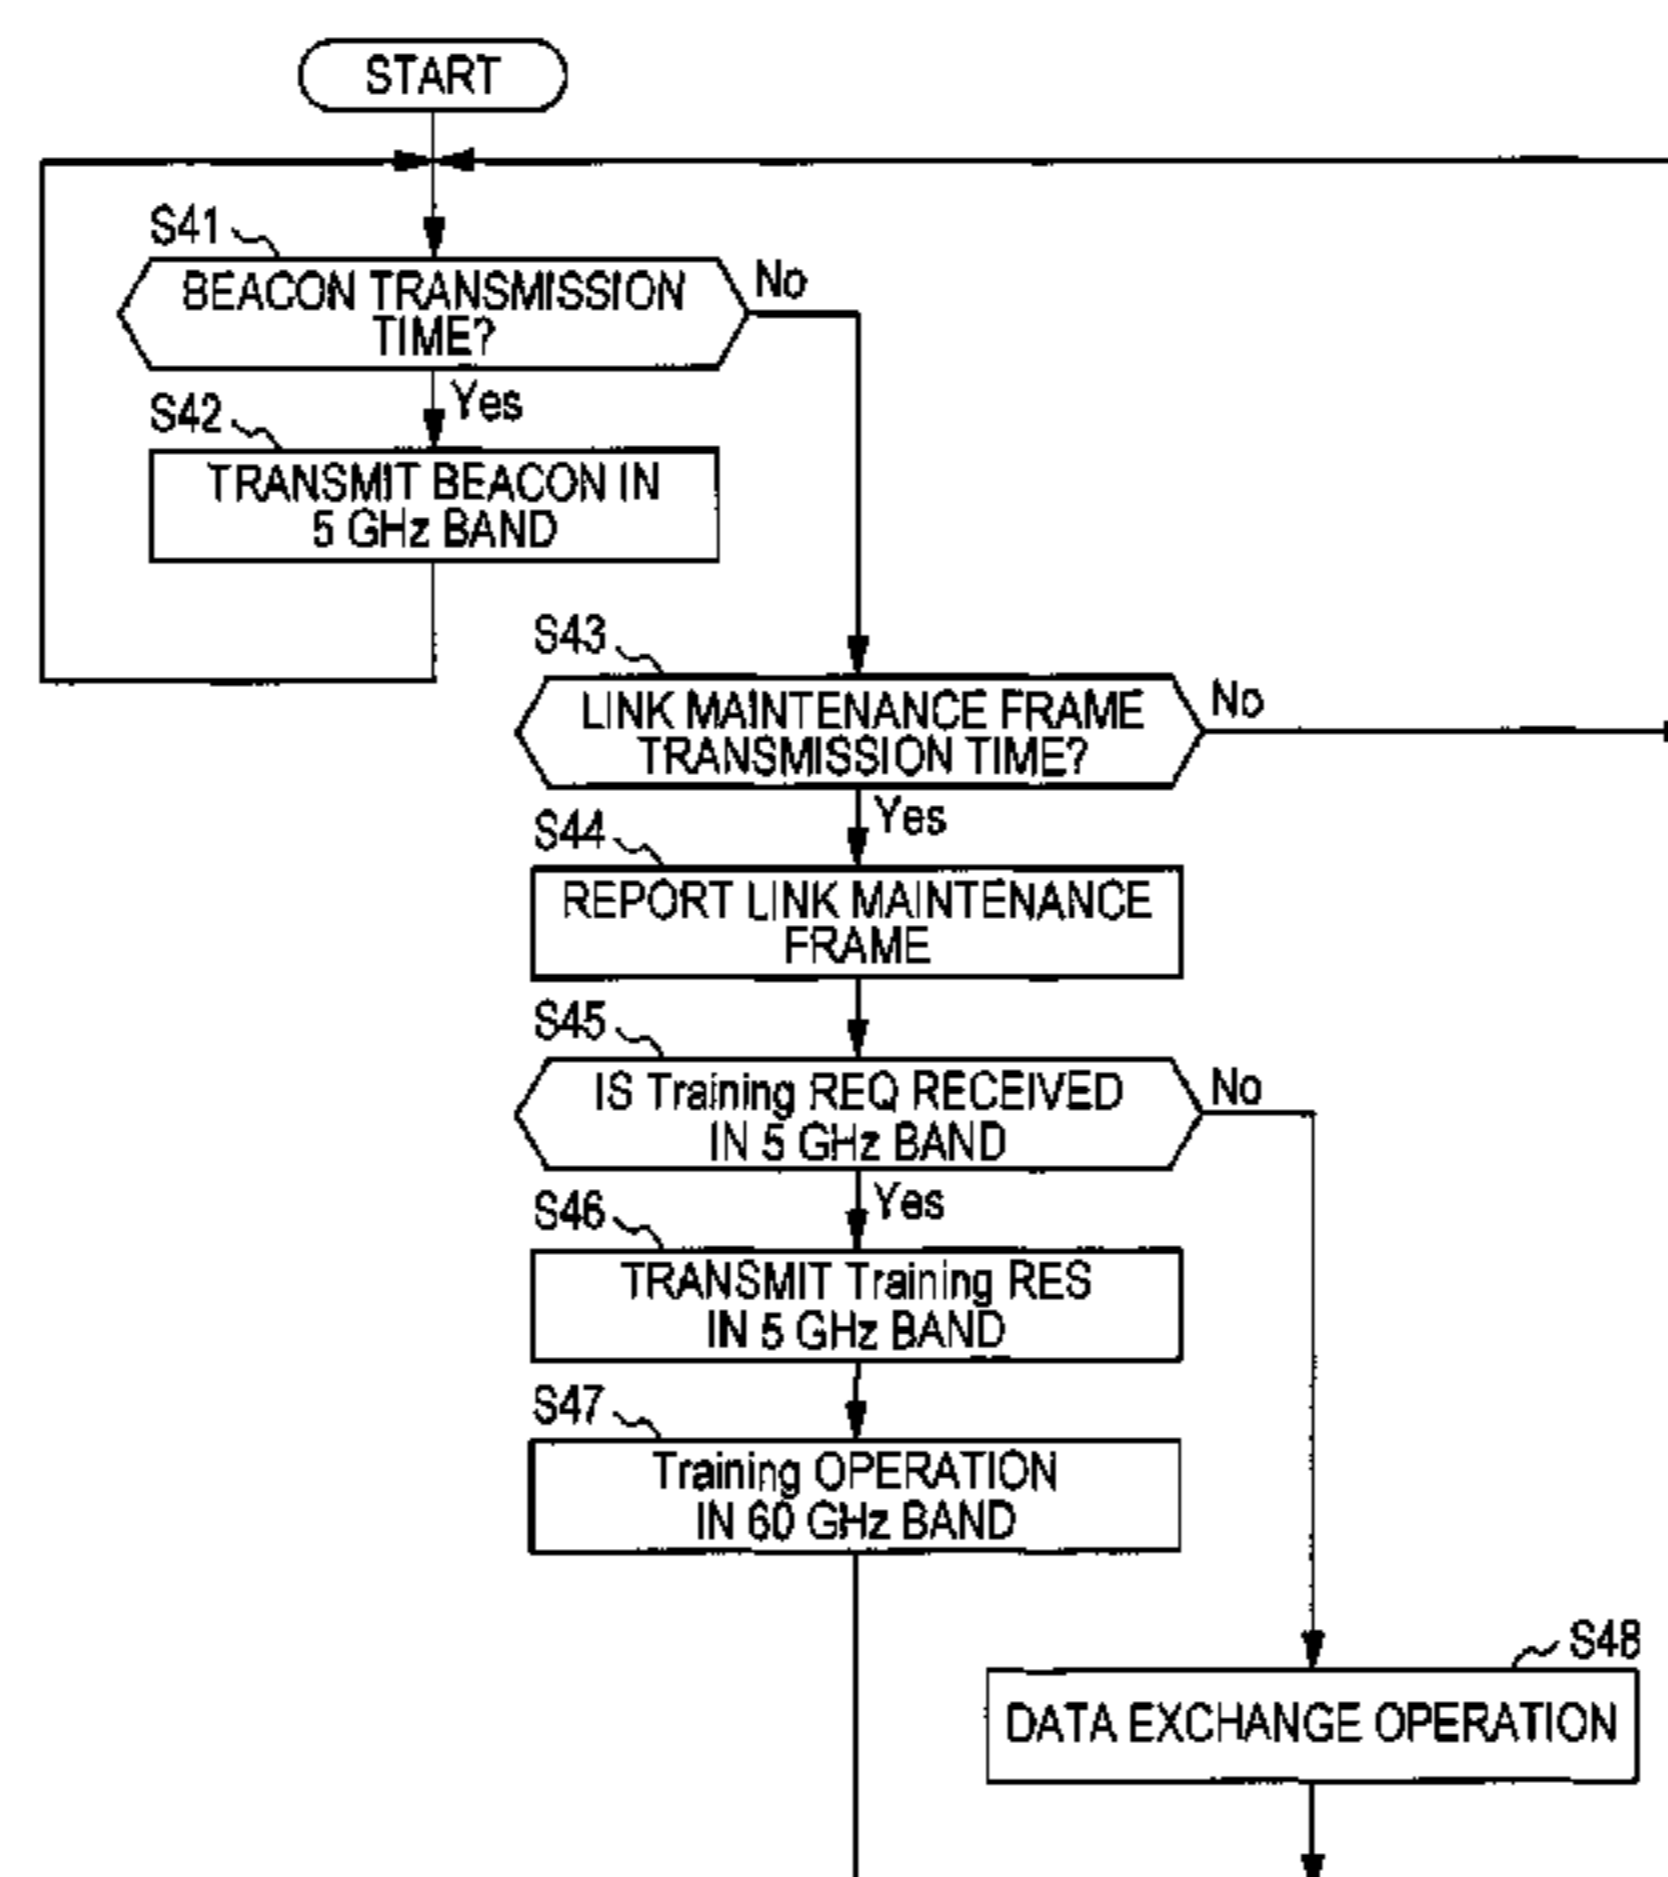 START
S41
BEACON TRANSMISSION
TIME?
No
Yes
S42
TRANSMIT BEACON IN
5 GHz BAND
S43
LINK MAINTENANCE FRAME
TRANSMISSION TIME?
No
Yes
S44
REPORT LINK MAINTENANCE
FRAME
S45
IS Training REQ RECEIVED
IN 5 GHz BAND
No
Yes
S46
TRANSMIT Training RES
IN 5 GHz BAND
S47
Training OPERATION
IN 60 GHz BAND
S48
DATA EXCHANGE OPERATION